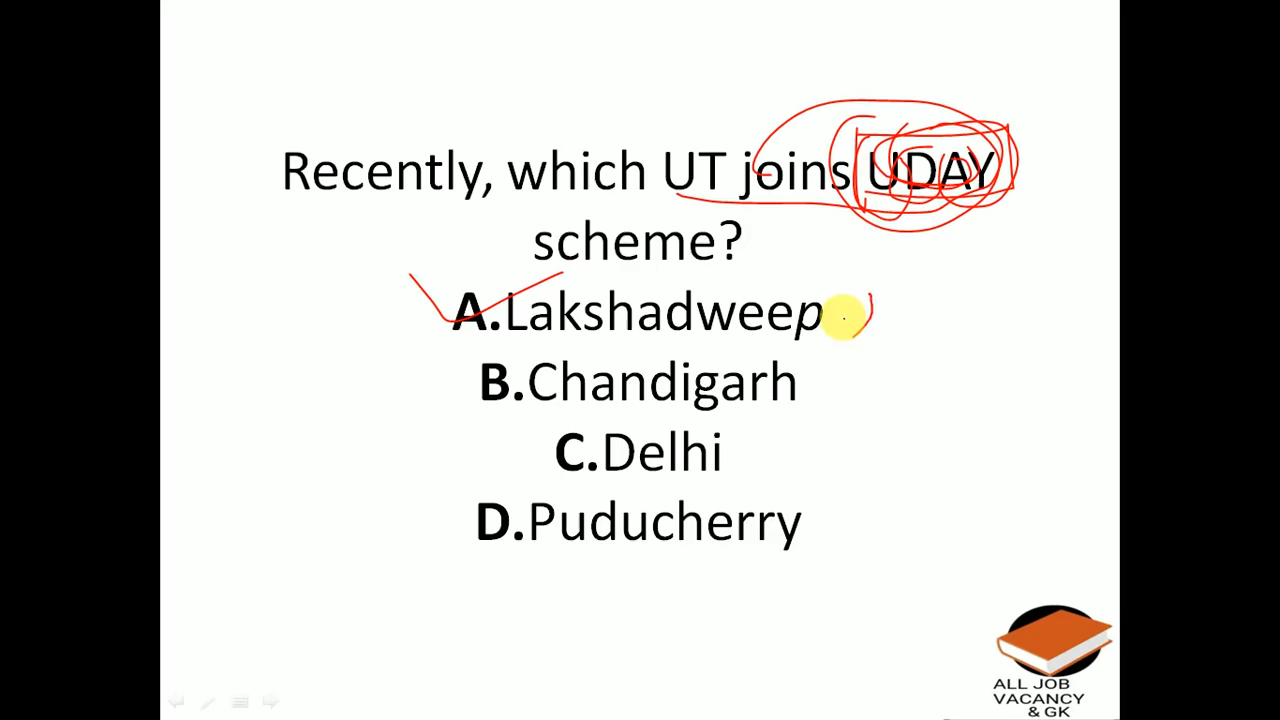 Recently, which UT joins UDAY
scheme?
A.Lakshadweep
B.Chandigarh
C.Delhi
D.Puducherry
ALL JOB
VACANCY
& GK